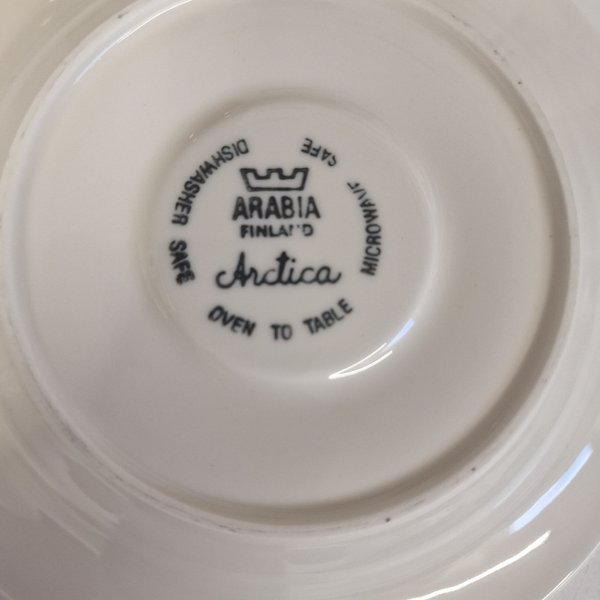 ARABIA
FINLAND
Arctica
DISHWASHER SAFE
OVEN TO TABLE
MICROWAVE SAFE